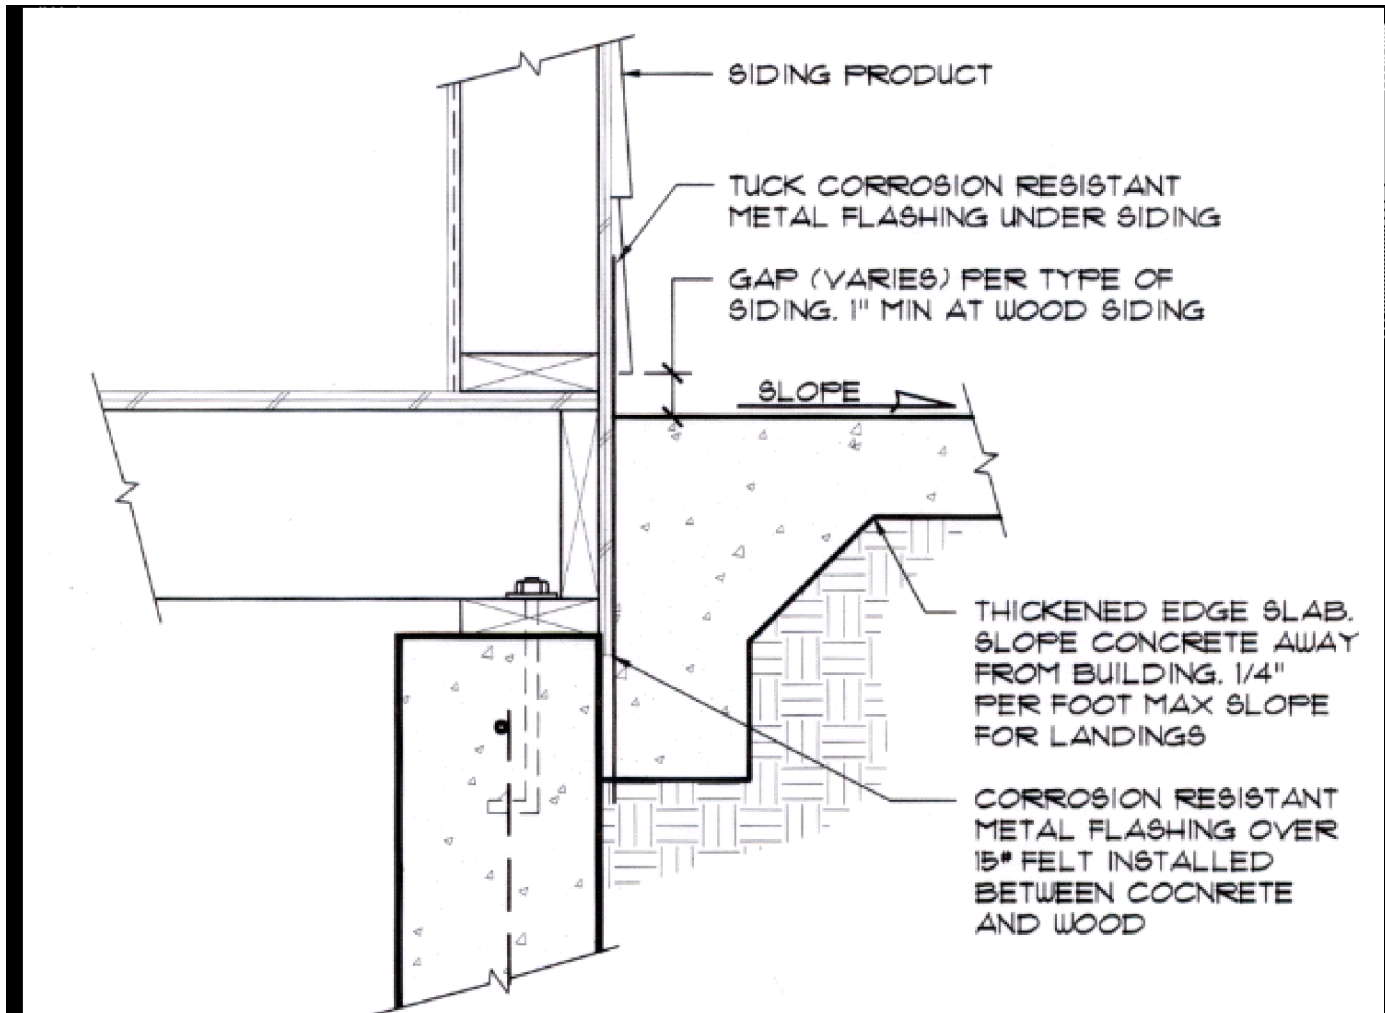 SIDING PRODUCT
TUCK CORROSION RESISTANT
METAL FLASHING UNDER SIDING
GAP (VARIES) PER TYPE OF
SIDING. 1" MIN AT WOOD SIDING
SLOPE
THICKENED EDGE SLAB.
SLOPE CONCRETE AWAY
FROM BUILDING. 1/4"
PER FOOT MAX SLOPE
FOR LANDINGS
CORROSION RESISTANT
METAL FLASHING OVER
15# FELT INSTALLED
BETWEEN COCNRETE
AND WOOD